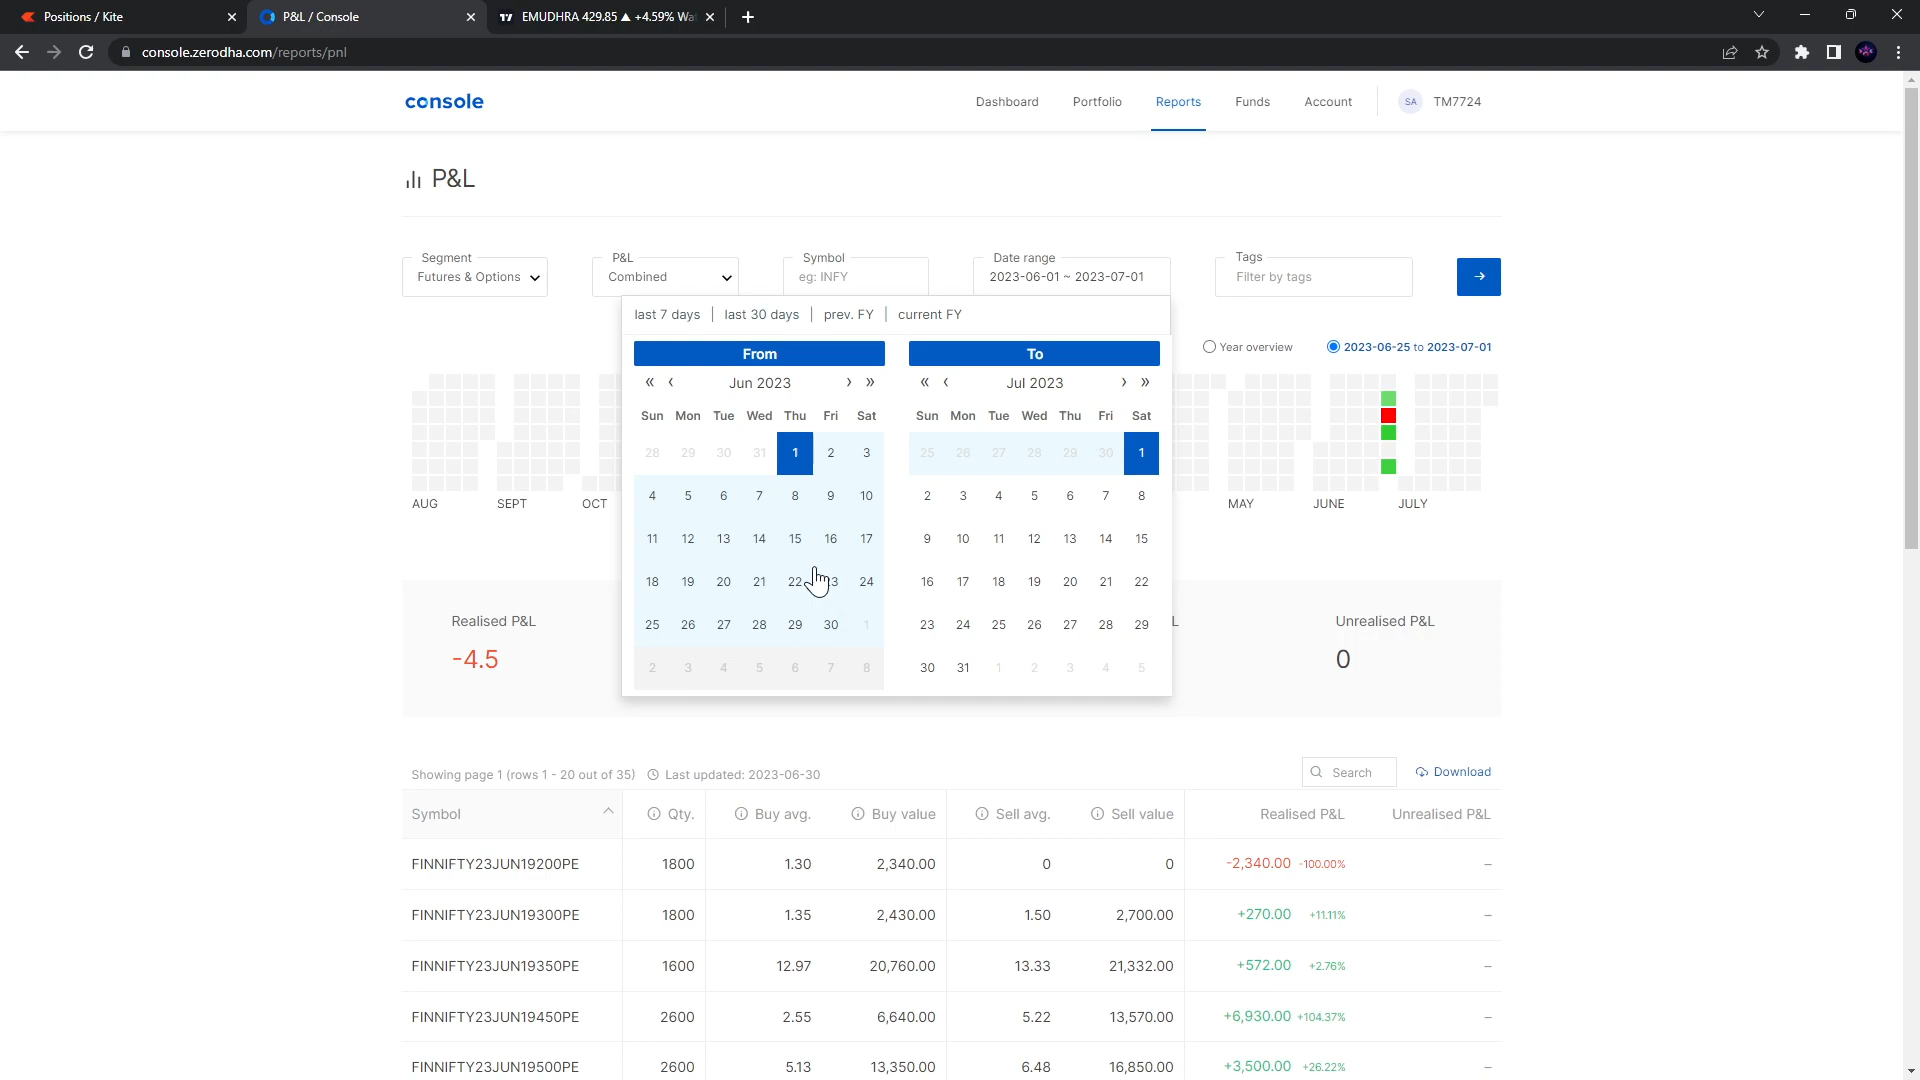 Positions / Kite
P&L / Console
EMUDHRA 429.85 ▲ +4.59% Wa
console.zerodha.com/reports/pnl
console
Dashboard Portfolio Reports Funds Account SA TM7724
P&L
Segment P&L Symbol Date range Tags
Futures & Options Combined eg: INFY 2023-06-01 ~ 2023-07-01 Filter by tags →
last 7 days | last 30 days | prev. FY | current FY
Year overview 2023-06-25 to 2023-07-01
From To
« ‹ Jun 2023 › » « ‹ Jul 2023 › »
Sun Mon Tue Wed Thu Fri Sat Sun Mon Tue Wed Thu Fri Sat
28 29 30 31 1 2 3 25 26 27 28 29 30 1
4 5 6 7 8 9 10 2 3 4 5 6 7 8
AUG SEPT OCT MAY JUNE JULY
11 12 13 14 15 16 17 9 10 11 12 13 14 15
18 19 20 21 22 3 24 16 17 18 19 20 21 22
25 26 27 28 29 30 1 23 24 25 26 27 28 29
2 3 4 5 6 7 8 30 31 1 2 3 4 5
Realised P&L L Unrealised P&L
-4.5 0
Showing page 1 (rows 1 - 20 out of 35) Last updated: 2023-06-30 Search Download
Symbol Qty. Buy avg. Buy value Sell avg. Sell value Realised P&L Unrealised P&L
FINNIFTY23JUN19200PE 1800 1.30 2,340.00 0 0 -2,340.00 -100.00% –
FINNIFTY23JUN19300PE 1800 1.35 2,430.00 1.50 2,700.00 +270.00 +11.11% –
FINNIFTY23JUN19350PE 1600 12.97 20,760.00 13.33 21,332.00 +572.00 +2.76% –
FINNIFTY23JUN19450PE 2600 2.55 6,640.00 5.22 13,570.00 +6,930.00 +104.37% –
FINNIFTY23JUN19500PE 2600 5.13 13,350.00 6.48 16,850.00 +3,500.00 +26.22% –